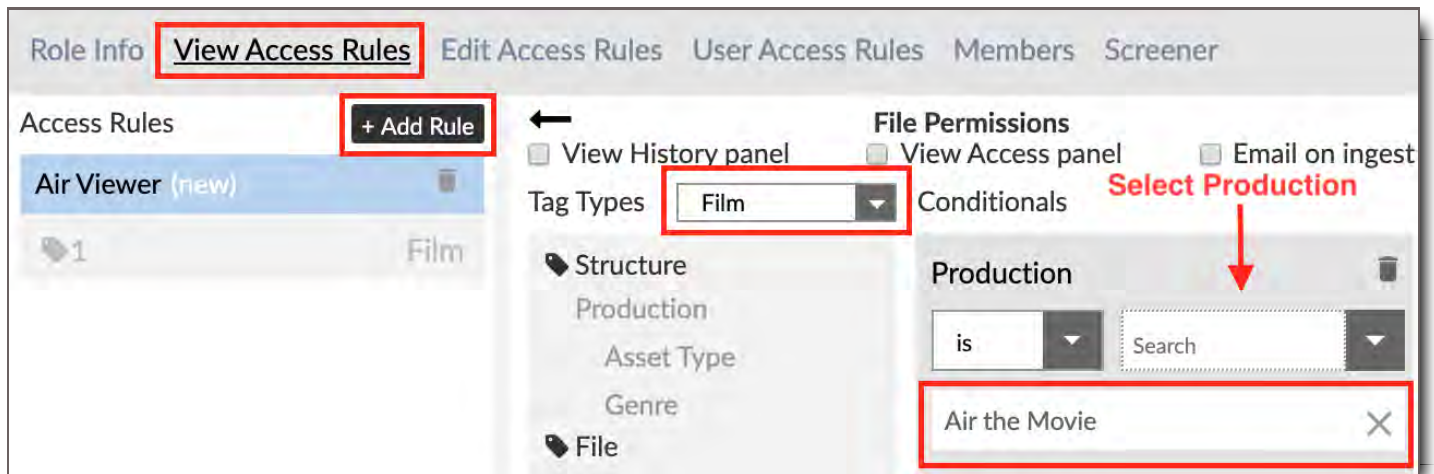 Role Info View Access Rules Edit Access Rules User Access Rules Members Screener
Access Rules + Add Rule
Air Viewer (new)
1 Film
File Permissions
View History panel View Access panel Email on ingest
Tag Types Film Conditionals
Select Production
Structure
Production
Asset Type
Genre
File
Production
is Search
Air the Movie